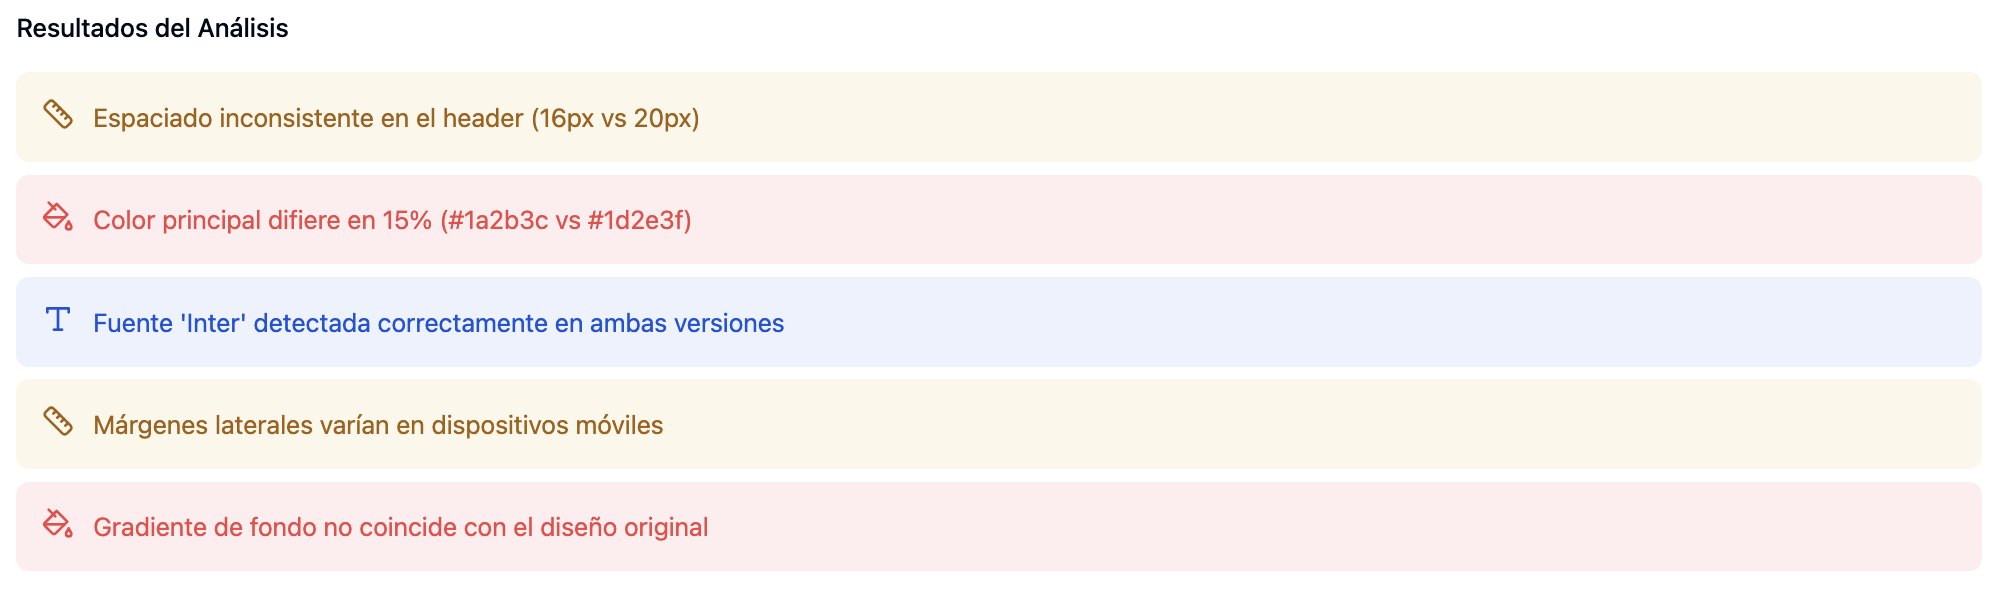 Resultados del Análisis
Espaciado inconsistente en el header (16px vs 20px)
Color principal difiere en 15% (#1a2b3c vs #1d2e3f)
Fuente 'Inter' detectada correctamente en ambas versiones
Márgenes laterales varían en dispositivos móviles
Gradiente de fondo no coincide con el diseño original